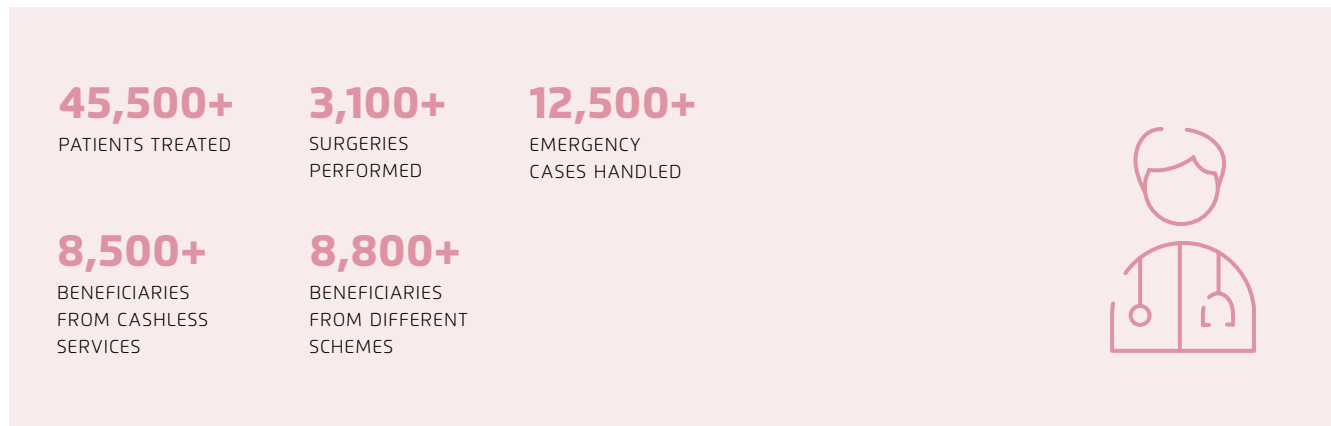 45,500+
PATIENTS TREATED
3,100+
SURGERIES
PERFORMED
12,500+
EMERGENCY
CASES HANDLED
8,500+
BENEFICIARIES
FROM CASHLESS
SERVICES
8,800+
BENEFICIARIES
FROM DIFFERENT
SCHEMES